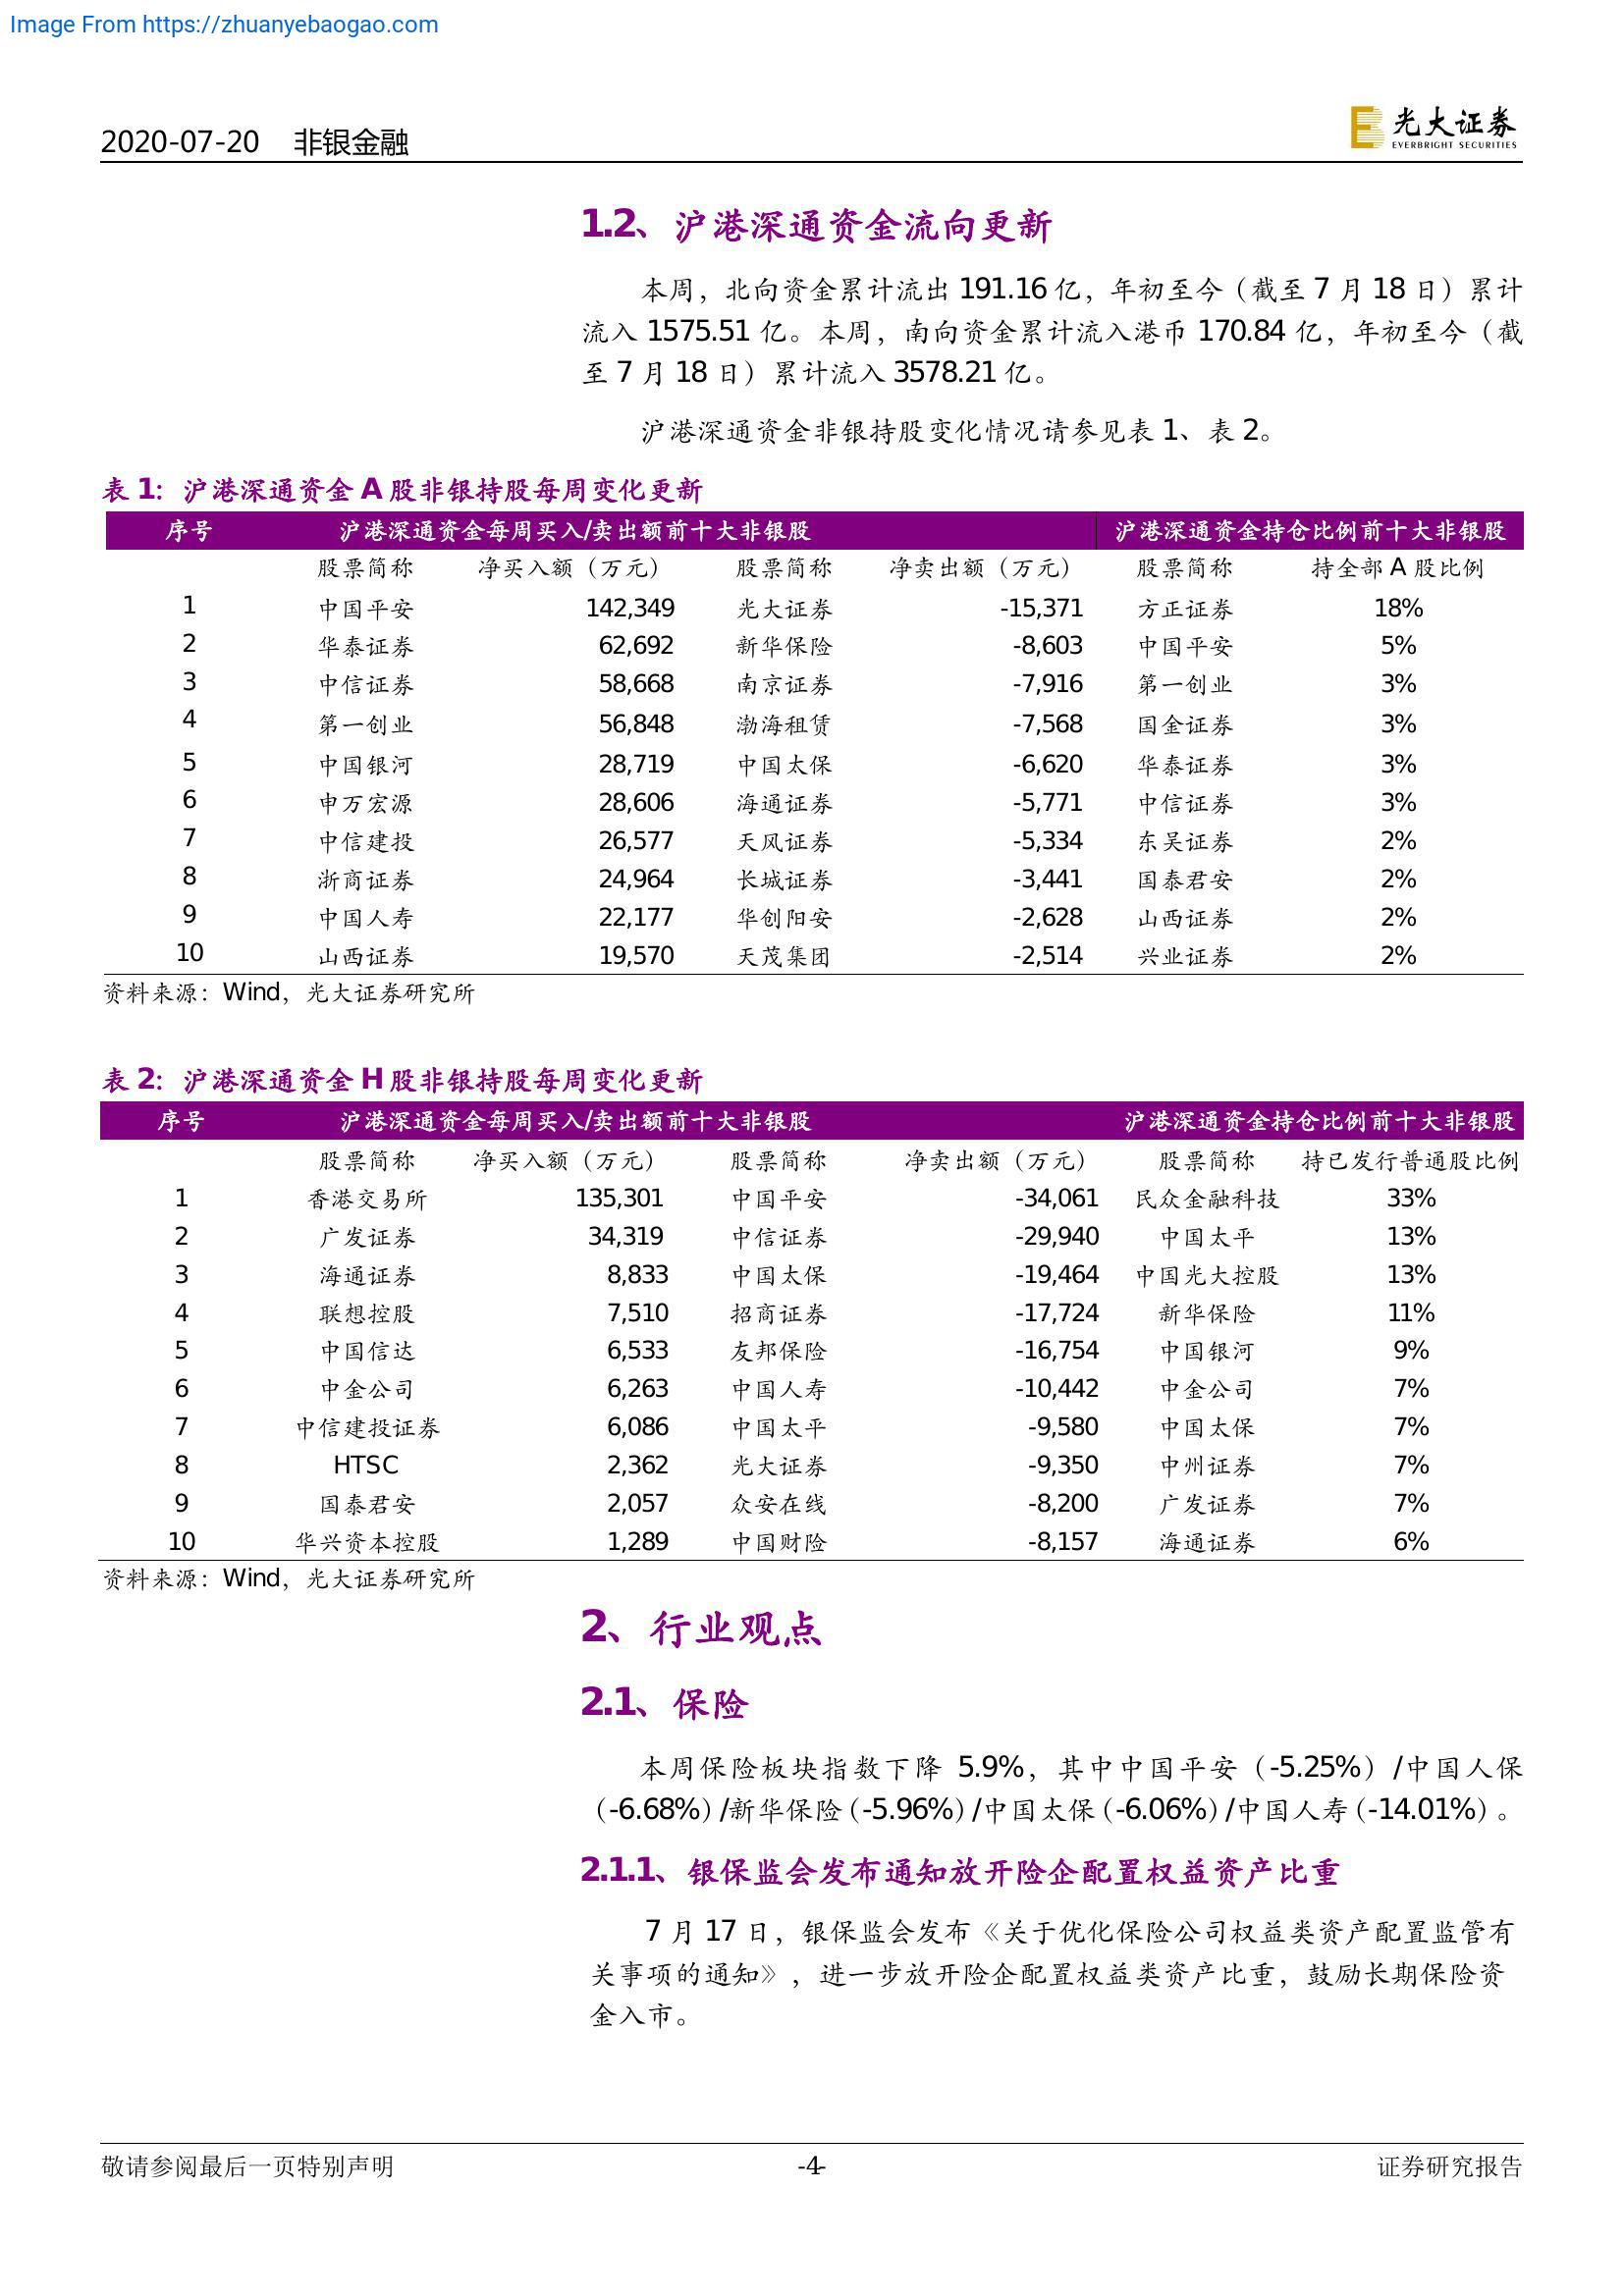 Image From https://zhuanyebaogao.com
2020-07-20 非银金融
光大证券
EVERBRIGHT SECURITIES
1.2、沪港深通资金流向更新
本周，北向资金累计流出 191.16 亿，年初至今（截至 7 月 18 日）累计
流入 1575.51 亿。本周，南向资金累计流入港币 170.84 亿，年初至今（截
至 7 月 18 日）累计流入 3578.21 亿。
沪港深通资金非银持股变化情况请参见表 1、表 2。
表 1：沪港深通资金 A 股非银持股每周变化更新
序号 沪港深通资金每周买入/卖出额前十大非银股 沪港深通资金持仓比例前十大非银股
股票简称 净买入额（万元） 股票简称 净卖出额（万元） 股票简称 持全部 A 股比例
1 中国平安 142,349 光大证券 -15,371 方正证券 18%
2 华泰证券 62,692 新华保险 -8,603 中国平安 5%
3 中信证券 58,668 南京证券 -7,916 第一创业 3%
4 第一创业 56,848 渤海租赁 -7,568 国金证券 3%
5 中国银河 28,719 中国太保 -6,620 华泰证券 3%
6 申万宏源 28,606 海通证券 -5,771 中信证券 3%
7 中信建投 26,577 天风证券 -5,334 东吴证券 2%
8 浙商证券 24,964 长城证券 -3,441 国泰君安 2%
9 中国人寿 22,177 华创阳安 -2,628 山西证券 2%
10 山西证券 19,570 天茂集团 -2,514 兴业证券 2%
资料来源：Wind，光大证券研究所
表 2：沪港深通资金 H 股非银持股每周变化更新
序号 沪港深通资金每周买入/卖出额前十大非银股 沪港深通资金持仓比例前十大非银股
股票简称 净买入额（万元） 股票简称 净卖出额（万元） 股票简称 持已发行普通股比例
1 香港交易所 135,301 中国平安 -34,061 民众金融科技 33%
2 广发证券 34,319 中信证券 -29,940 中国太平 13%
3 海通证券 8,833 中国太保 -19,464 中国光大控股 13%
4 联想控股 7,510 招商证券 -17,724 新华保险 11%
5 中国信达 6,533 友邦保险 -16,754 中国银河 9%
6 中金公司 6,263 中国人寿 -10,442 中金公司 7%
7 中信建投证券 6,086 中国太平 -9,580 中国太保 7%
8 HTSC 2,362 光大证券 -9,350 中州证券 7%
9 国泰君安 2,057 众安在线 -8,200 广发证券 7%
10 华兴资本控股 1,289 中国财险 -8,157 海通证券 6%
资料来源：Wind，光大证券研究所
2、行业观点
2.1、保险
本周保险板块指数下降 5.9%，其中中国平安（-5.25%）/中国人保
（-6.68%）/新华保险（-5.96%）/中国太保（-6.06%）/中国人寿（-14.01%）。
2.1.1、银保监会发布通知放开险企配置权益资产比重
7 月 17 日，银保监会发布《关于优化保险公司权益类资产配置监管有
关事项的通知》，进一步放开险企配置权益类资产比重，鼓励长期保险资
金入市。
敬请参阅最后一页特别声明 -4- 证券研究报告